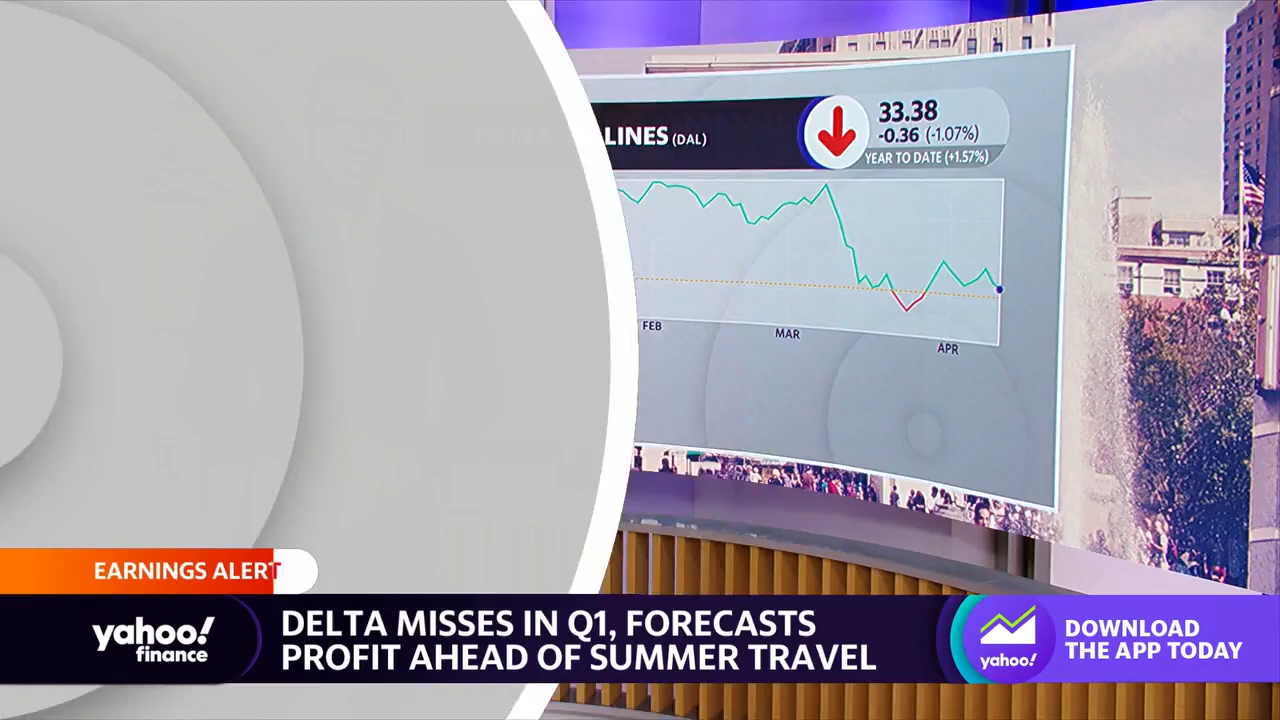 LINES (DAL)
33.38
-0.36 (-1.07%)
YEAR TO DATE (+1.57%)
FEB
MAR
APR
EARNINGS ALERT
yahoo!
finance
DELTA MISSES IN Q1, FORECASTS
PROFIT AHEAD OF SUMMER TRAVEL
yahoo!
DOWNLOAD
THE APP TODAY